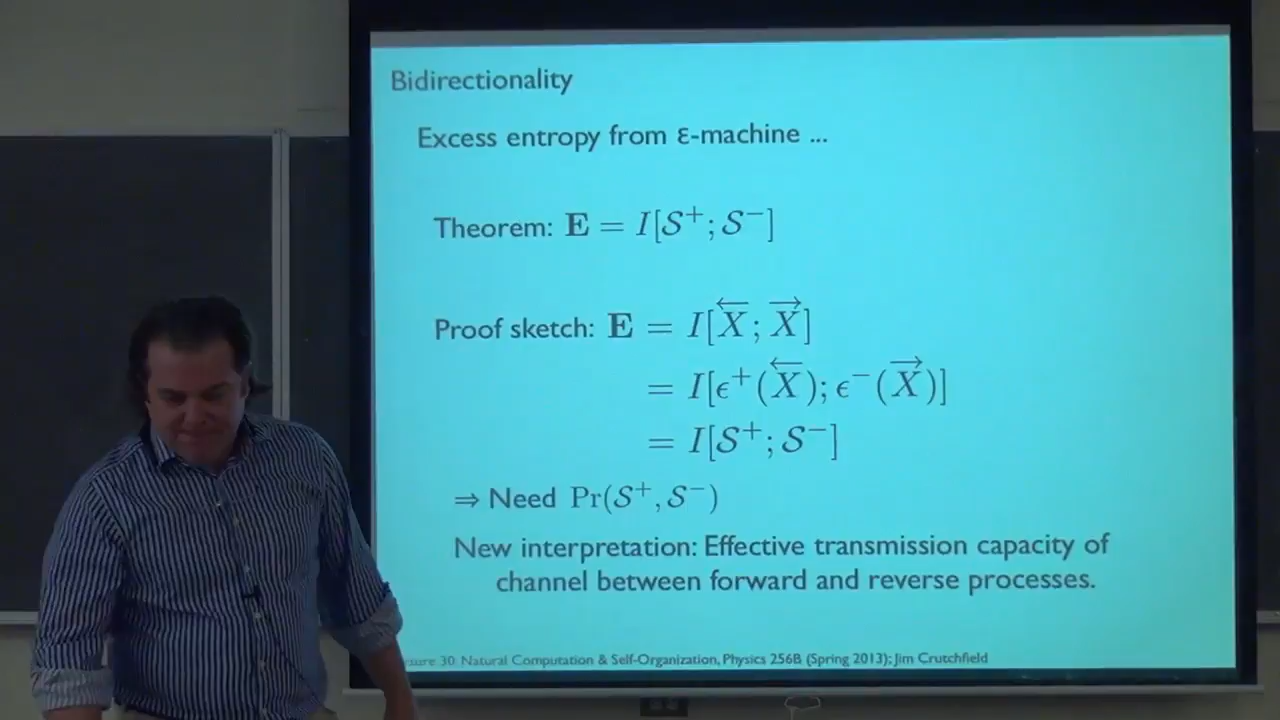 Bidirectionality
Excess entropy from ε-machine ...
Theorem: E = I[S⁺; S⁻]
Proof sketch: E = I[X⃖; X⃗]
= I[ϵ⁺(X⃖); ϵ⁻(X⃗)]
= I[S⁺; S⁻]
⇒ Need Pr(S⁺, S⁻)
New interpretation: Effective transmission capacity of
channel between forward and reverse processes.
30: Natural Computation & Self-Organization, Physics 256B (Spring 2013); Jim Crutchfield